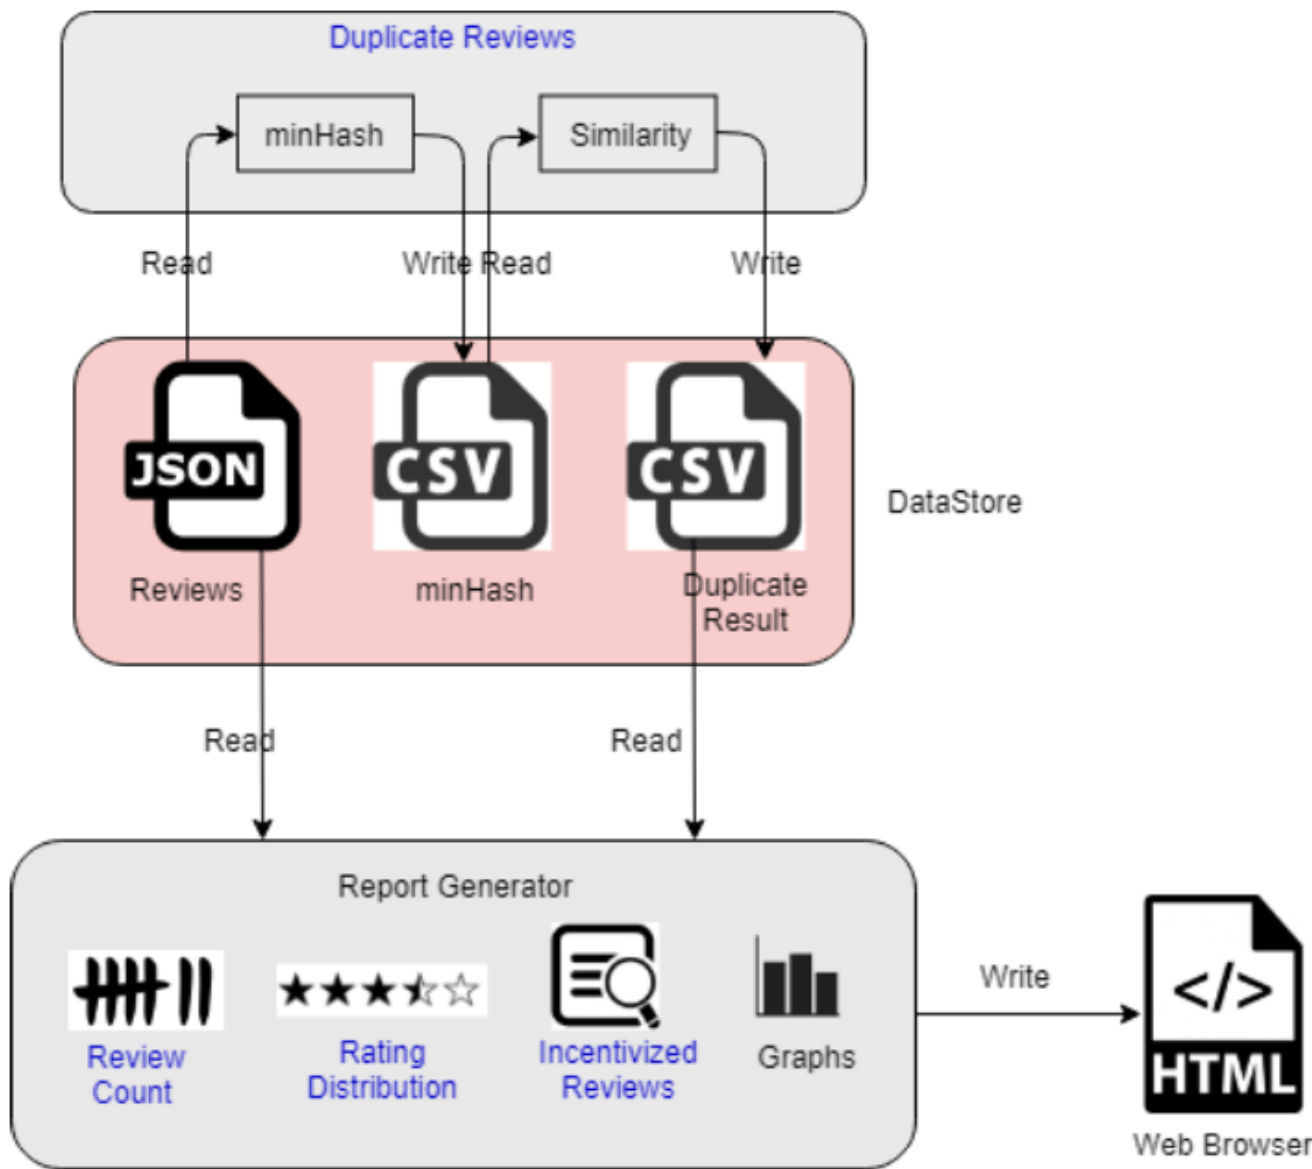 Duplicate Reviews
minHash
Similarity
Read
Write
Read
Write
JSON
CSV
CSV
DataStore
Reviews
minHash
Duplicate
Result
Read
Read
Report Generator
Review
Count
Rating
Distribution
Incentivized
Reviews
Graphs
Write
</>
HTML
Web Browser